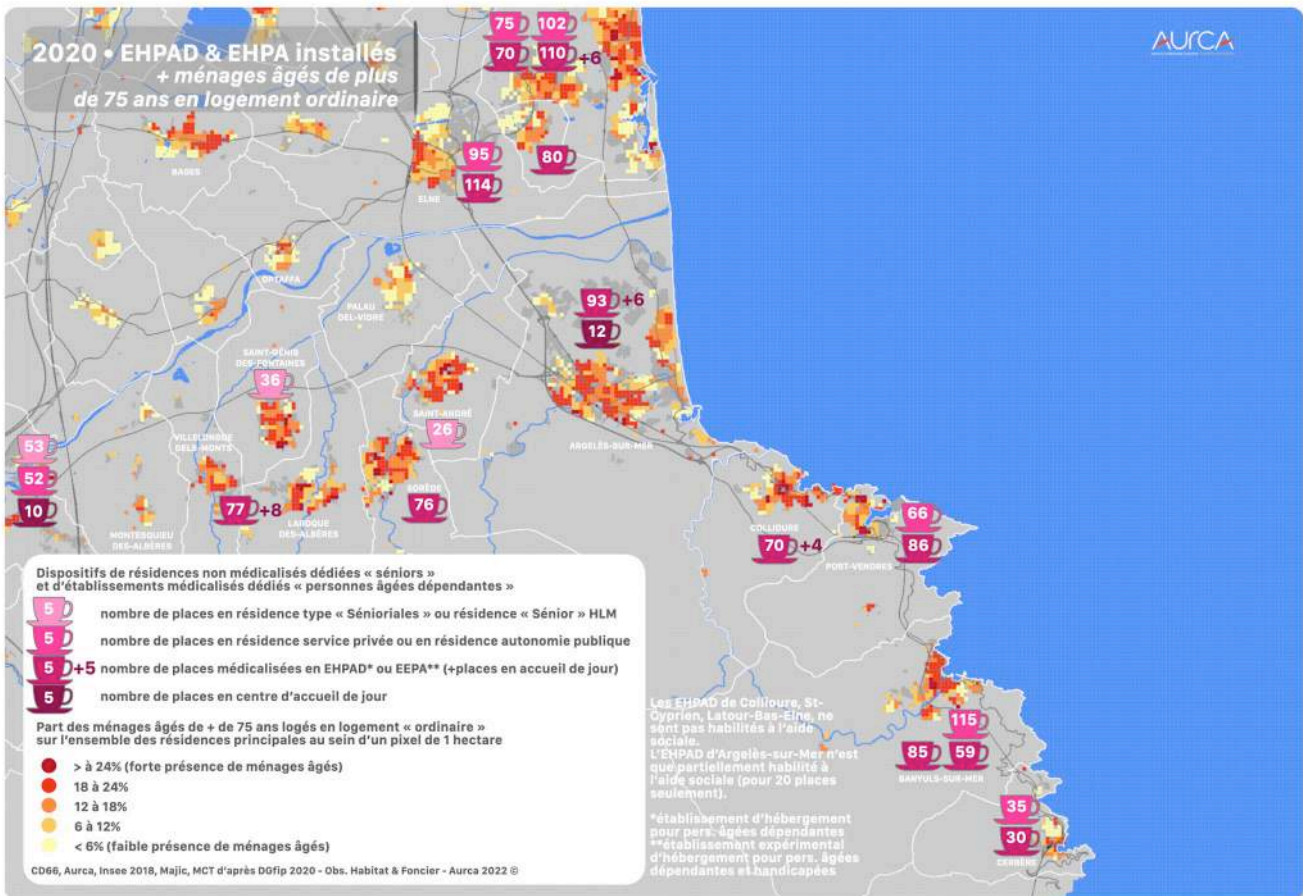 2020 • EHPAD & EHPA installés
+ ménages âgés de plus
de 75 ans en logement ordinaire
AURCA
75
102
70
110
+6
95
80
114
BAGES
ELNE
ORTAFFA
PALAU
DEL-VIDRE
93
+6
12
SAINT-GÉNIS
DES-FONTAINES
36
SAINT-ANDRÉ
26
ARGELÈS-SUR-MER
VILLELONGUE
DELS-MONTS
53
52
10
77
+8
SORÈDE
76
LAROQUE
DES-ALBÈRES
MONTESQUIEU
DES-ALBÈRES
COLLIOURE
70
+4
66
86
PORT-VENDRES
115
85
59
BANYULS-SUR-MER
35
30
CERBÈRE
Dispositifs de résidences non médicalisés dédiées « séniors »
et d'établissements médicalisés dédié « personnes âgées dépendantes »
5
nombre de places en résidence type « Sénioriales » ou résidence « Sénior » HLM
5
nombre de places en résidence service privée ou en résidence autonomie publique
5
+5
nombre de places médicalisées en EHPAD* ou EEPA** (+places en accueil de jour)
5
nombre de places en centre d'accueil de jour
Part des ménages âgés de + de 75 ans logés en logement « ordinaire »
sur l'ensemble des résidences principales au sein d'un pixel de 1 hectare
> à 24% (forte présence de ménages âgés)
18 à 24%
12 à 18%
6 à 12%
< 6% (faible présence de ménages âgés)
CD66, Aurca, Insee 2018, Majic, MCT d'après DGfip 2020 - Obs. Habitat & Foncier - Aurca 2022 ©
Les EHPAD de Collioure, St-
Cyprien, Latour-Bas-Elne, ne
sont pas habilités à l'aide
sociale.
L'EHPAD d'Argelès-sur-Mer n'est
que partiellement habilité à
l'aide sociale (pour 20 places
seulement).
*établissement d'hébergement
pour pers. âgées dépendantes
**établissement expérimental
d'hébergement pour pers. âgées
dépendantes et handicapées